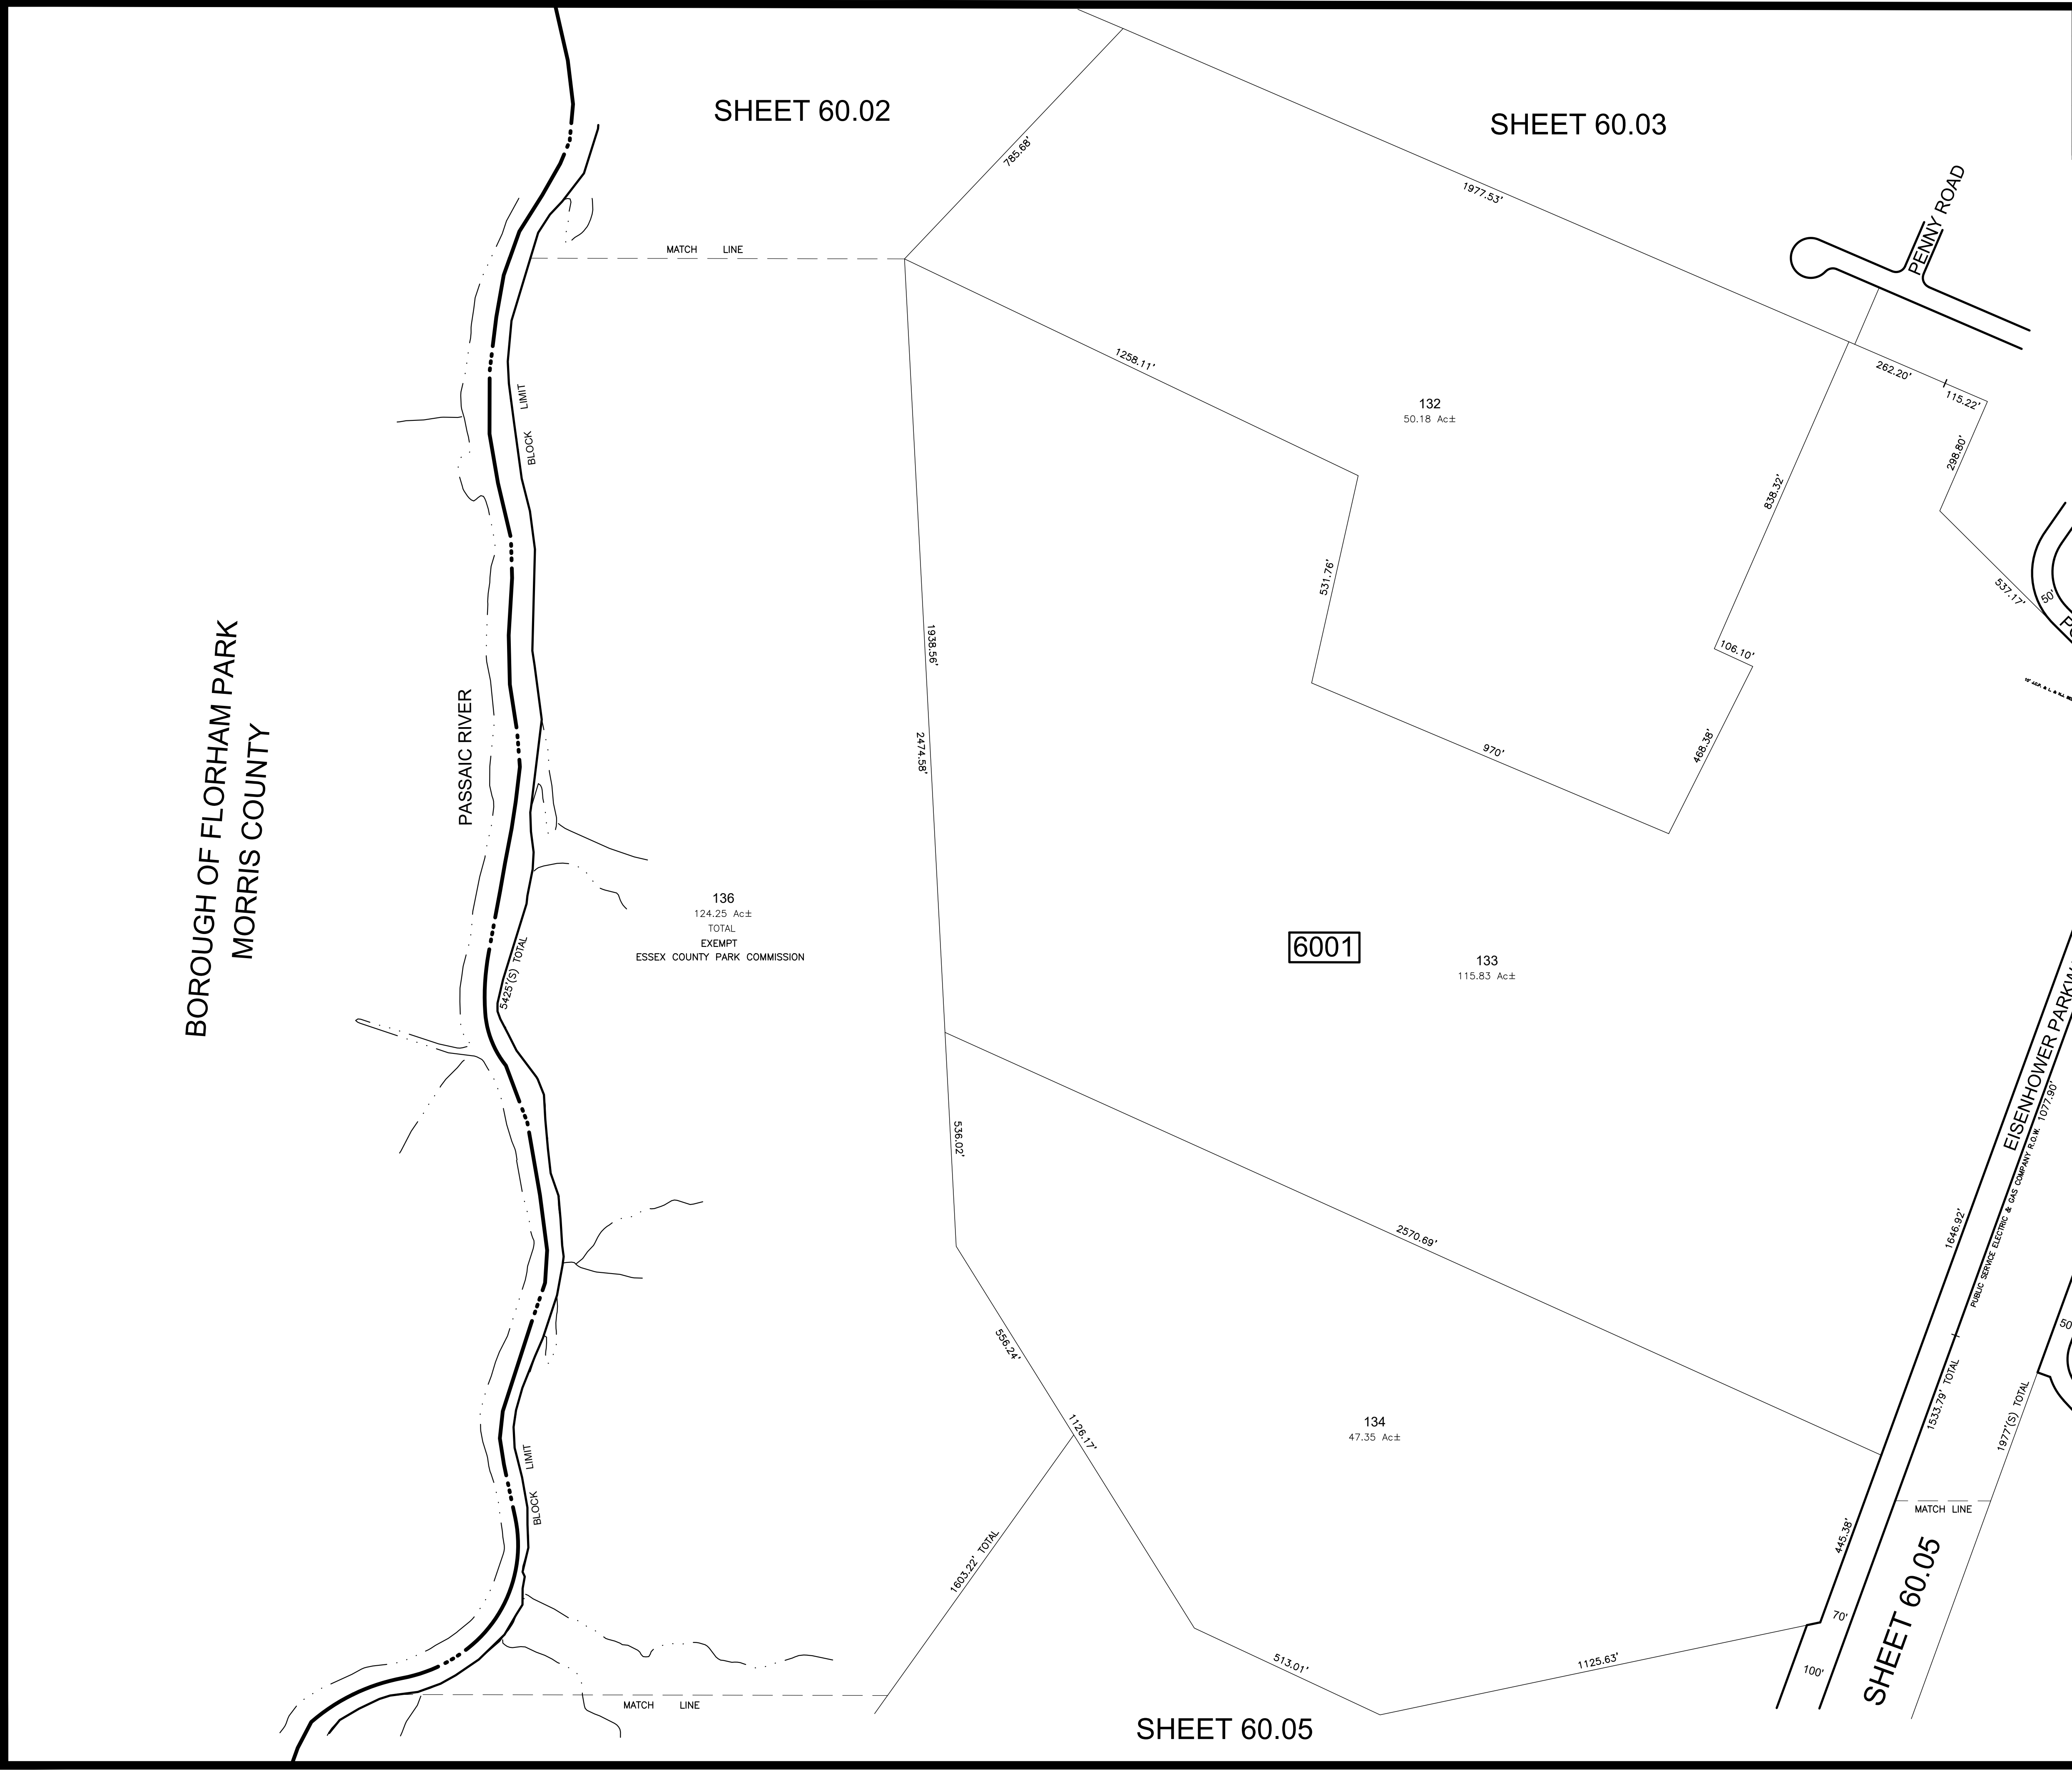 SHEET 60.02
SHEET 60.03
785.68'
1977.53'
PENNY ROAD
MATCH LINE
1258.11'
262.20'
115.22'
BLOCK LIMIT
132
50.18 Ac±
298.80'
838.32'
531.76'
537.17'
50'
1938.56'
106.10'
BOROUGH OF FLORHAM PARK
MORRIS COUNTY
PASSAIC RIVER
2474.58'
970'
468.38'
136
124.25 Ac±
TOTAL
EXEMPT
ESSEX COUNTY PARK COMMISSION
6001
133
115.83 Ac±
5425'(S) TOTAL
EISENHOWER
1077.90'
PUBLIC SERVICE ELECTRIC & GAS COMPANY R.O.W.
536.02'
1646.92'
2570.69'
556.24'
1126.17'
134
47.35 Ac±
1533.79' TOTAL
1977'(S) TOTAL
BLOCK LIMIT
MATCH LINE
445.38'
1603.22' TOTAL
SHEET 60.05
70'
513.01'
1125.63'
100'
MATCH LINE
SHEET 60.05